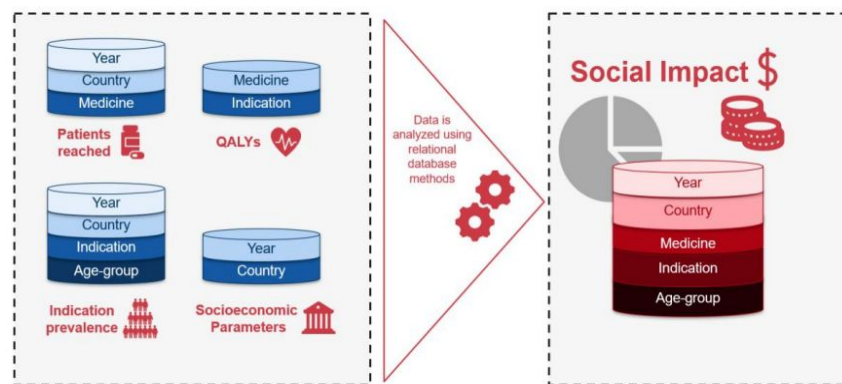 Year
Country
Medicine
Patients
reached
Medicine
Indication
QALYs
Year
Country
Indication
Age-group
Indication
prevalence
Year
Country
Socioeconomic
Parameters
Data is
analyzed using
relational
database
methods
Social Impact $
Year
Country
Medicine
Indication
Age-group